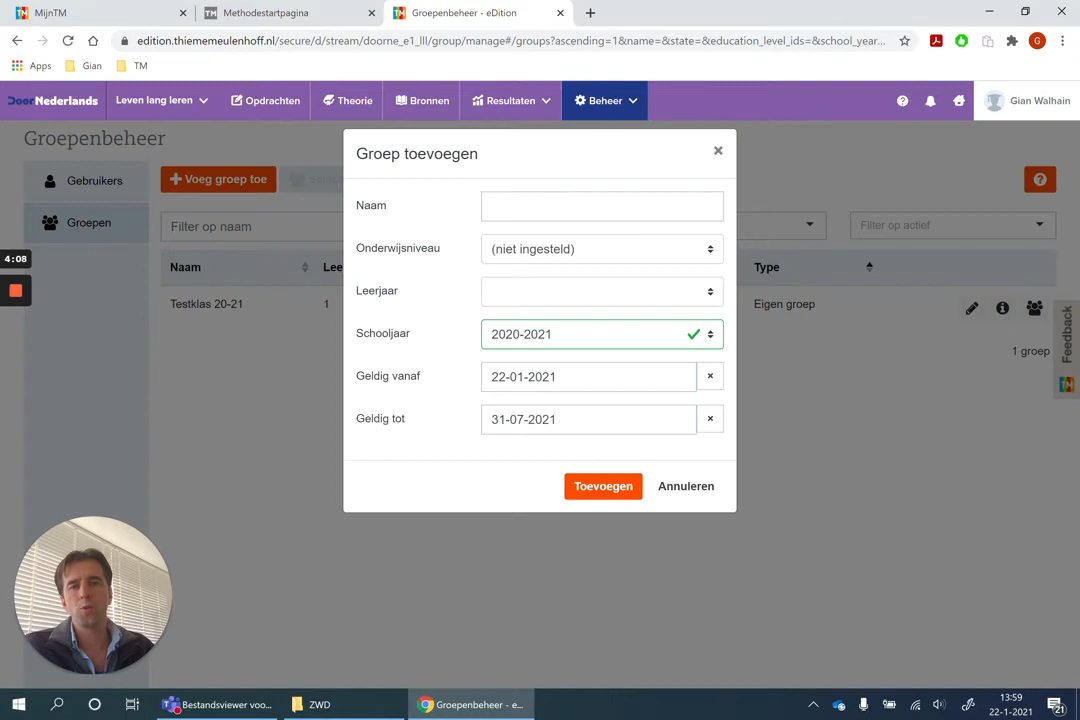 MijnTM
Methodestartpagina
Groepenbeheer - eDition
edition.thiememeulenhoff.nl/secure/d/stream/doorne_e1_lll/group/manage#/groups?ascending=1&name=&state=&education_level_ids=&school_year...
Apps
Gian
TM
DoorNederlands
Leven lang leren
Opdrachten
Theorie
Bronnen
Resultaten
Beheer
Gian Walhain
Groepenbeheer
Gebruikers
Groepen
Voeg groep toe
Filter op naam
Filter op actief
Naam
Lee
Type
Testklas 20-21
1
Eigen groep
1 groep
Feedback
4:08
Groep toevoegen
Naam
Onderwijsniveau
(niet ingesteld)
Leerjaar
Schooljaar
2020-2021
Geldig vanaf
22-01-2021
Geldig tot
31-07-2021
Toevoegen
Annuleren
Bestandsviewer voo...
ZWD
Groepenbeheer - e...
13:59
22-1-2021
21